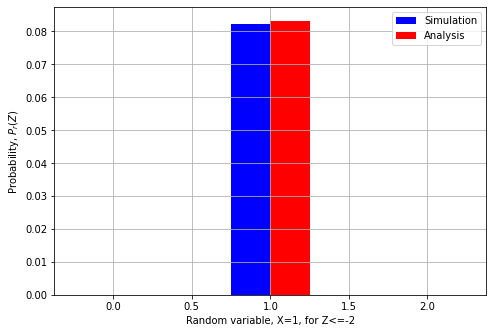 Simulation
Analysis
0.08
0.07
0.06
0.05
0.04
0.03
0.02
0.01
0.00
Probability, Pr(Z)
0.0 0.5 1.0 1.5 2.0
Random variable, X=1, for Z<=-2